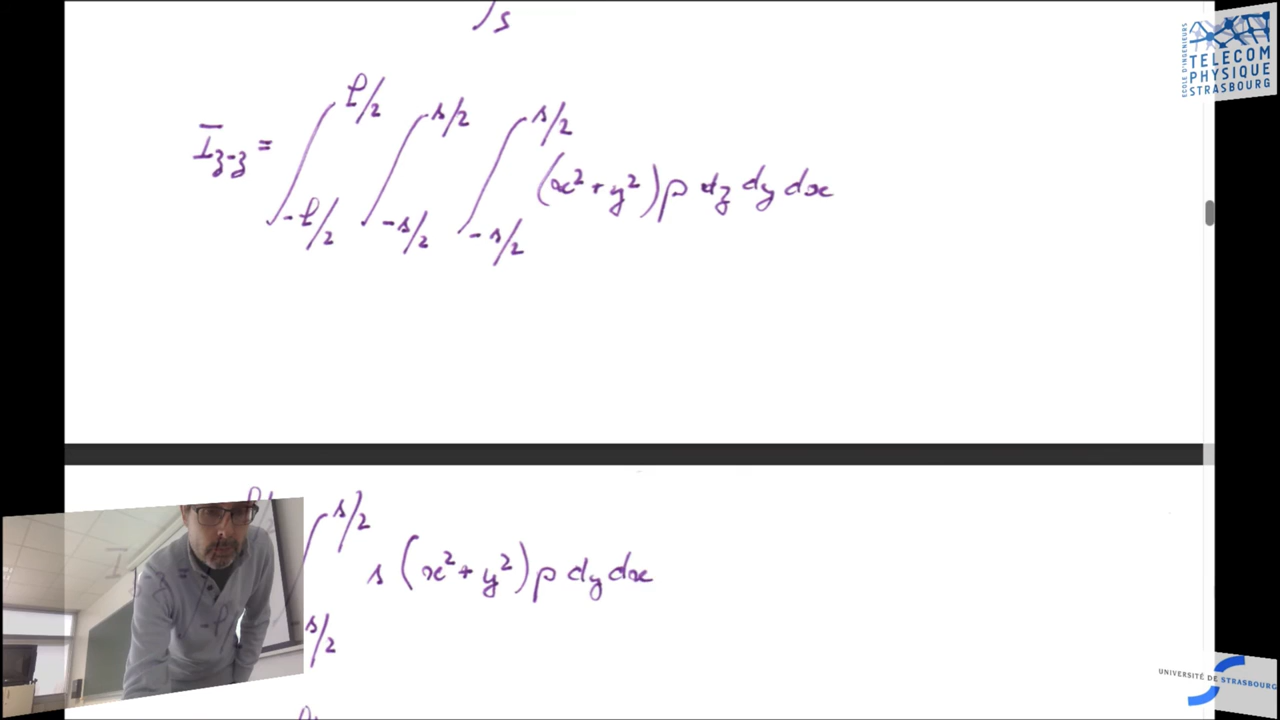 ∫s
I_{z-z} = ∫_{-l/2}^{l/2} ∫_{-s/2}^{s/2} ∫_{-s/2}^{s/2} (x² + y²) ρ dz dy dx
∫^{s/2}_{s/2} s (x² + y²) ρ dy dx
ECOLE D'INGENIEURS
TELECOM
PHYSIQUE
STRASBOURG
UNIVERSITÉ DE STRASBOURG